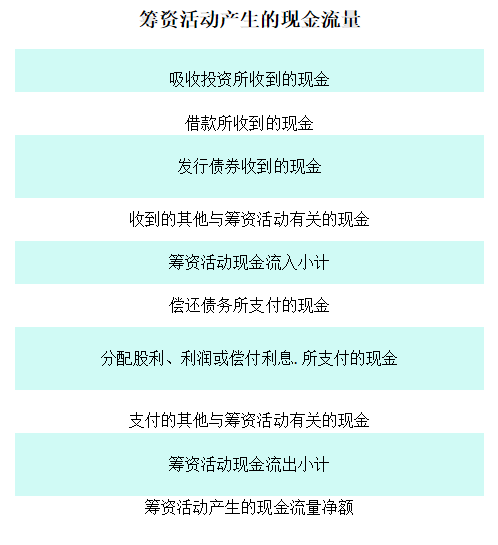 筹资活动产生的现金流量
吸收投资所收到的现金
借款所收到的现金
发行债券收到的现金
收到的其他与筹资活动有关的现金
筹资活动现金流入小计
偿还债务所支付的现金
分配股利、利润或偿付利息..所支付的现金
支付的其他与筹资活动有关的现金
筹资活动现金流出小计
筹资活动产生的现金流量净额